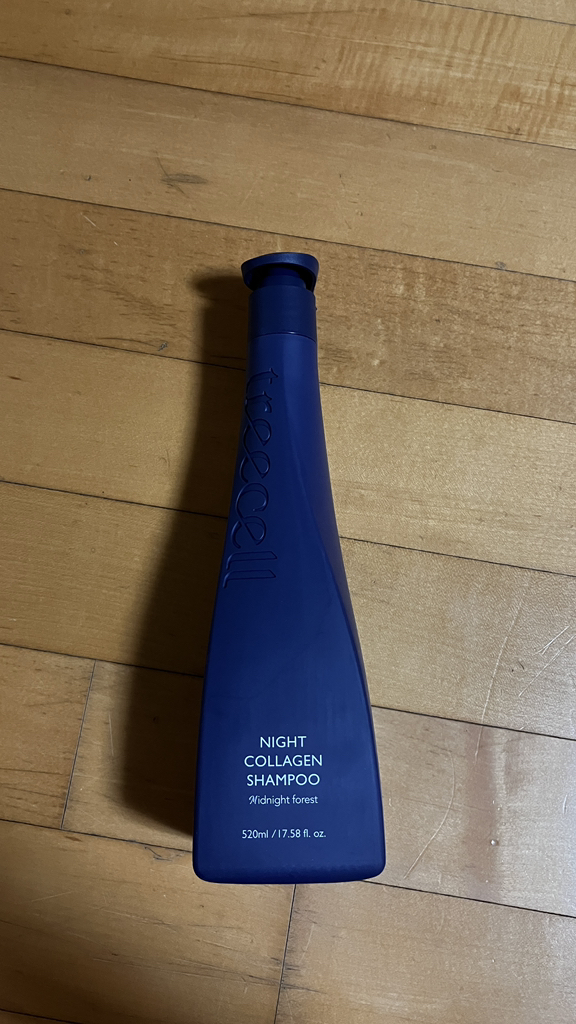 treecell
NIGHT
COLLAGEN
SHAMPOO
Midnight forest
520ml / 17.58 fl. oz.